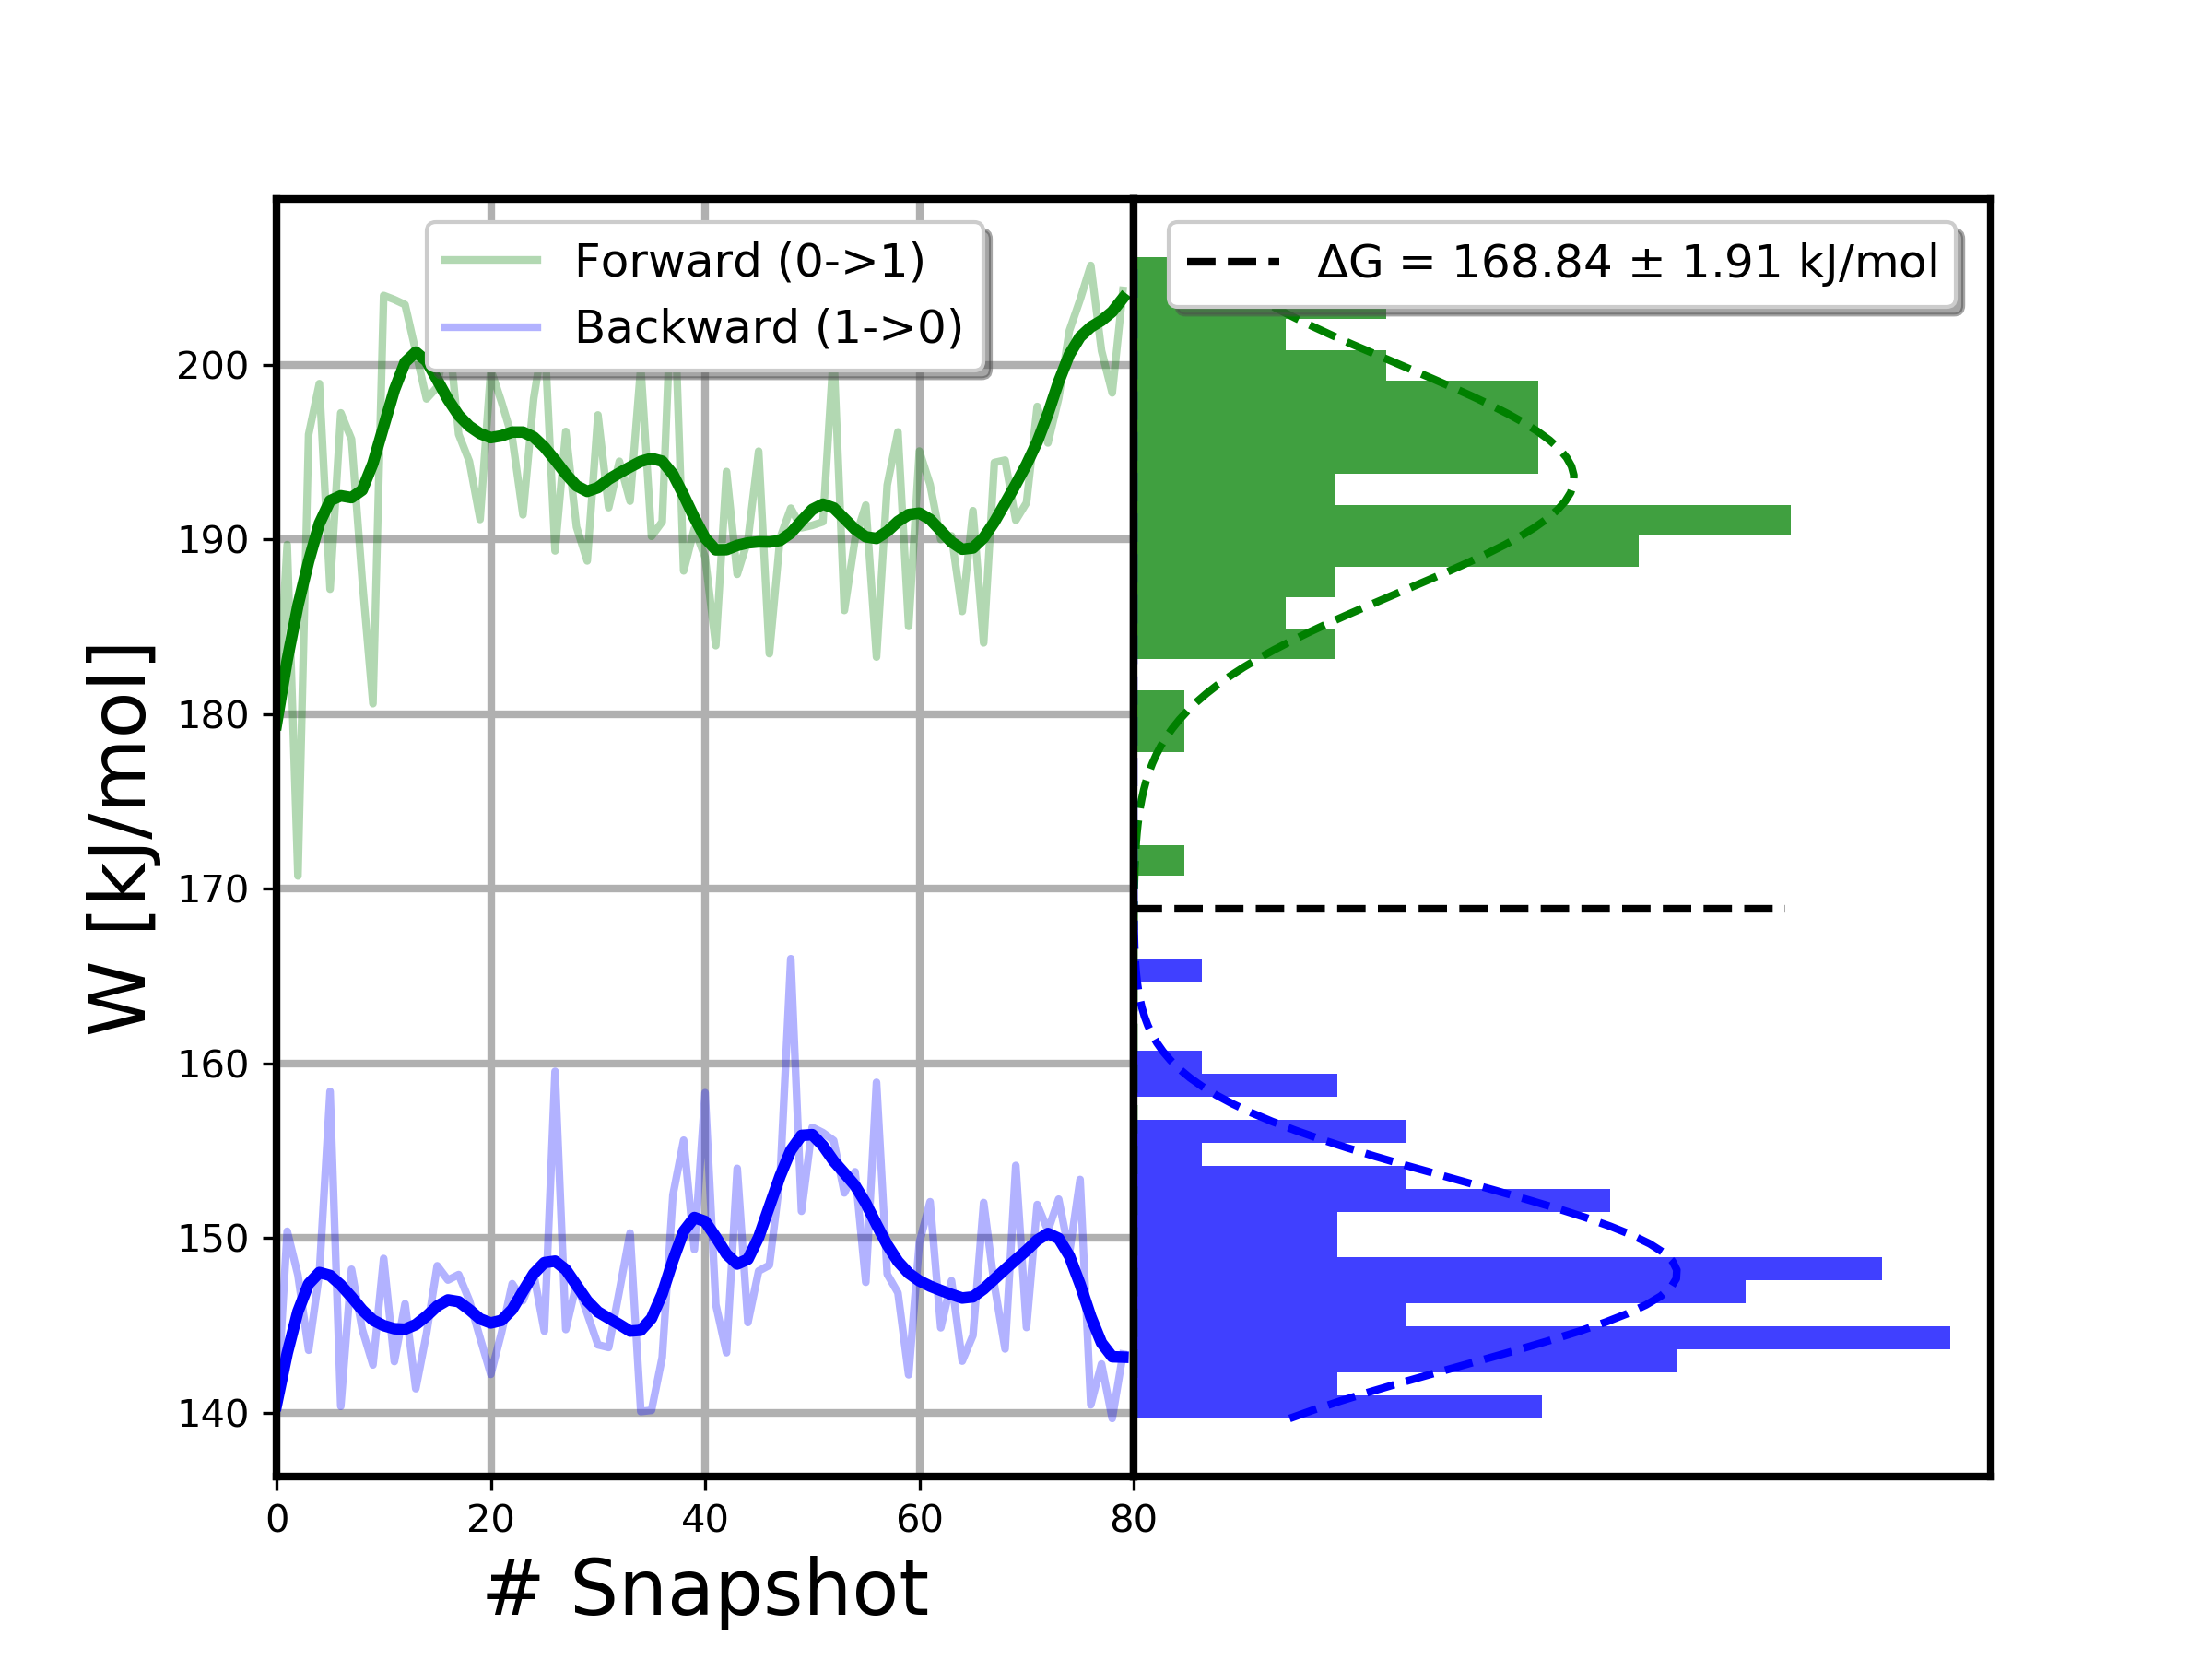 Forward (0->1)
Backward (1->0)
ΔG = 168.84 ± 1.91 kJ/mol
W [kJ/mol]
200
190
180
170
160
150
140
0 20 40 60 80
# Snapshot